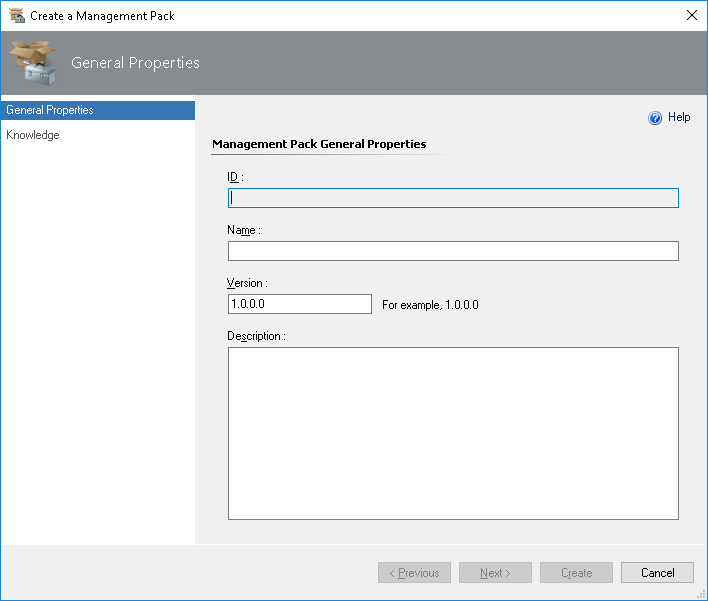 Create a Management Pack
General Properties
General Properties
Knowledge
Help
Management Pack General Properties
ID :
Name :
Version :
1.0.0.0
For example, 1.0.0.0
Description :
< Previous
Next >
Create
Cancel